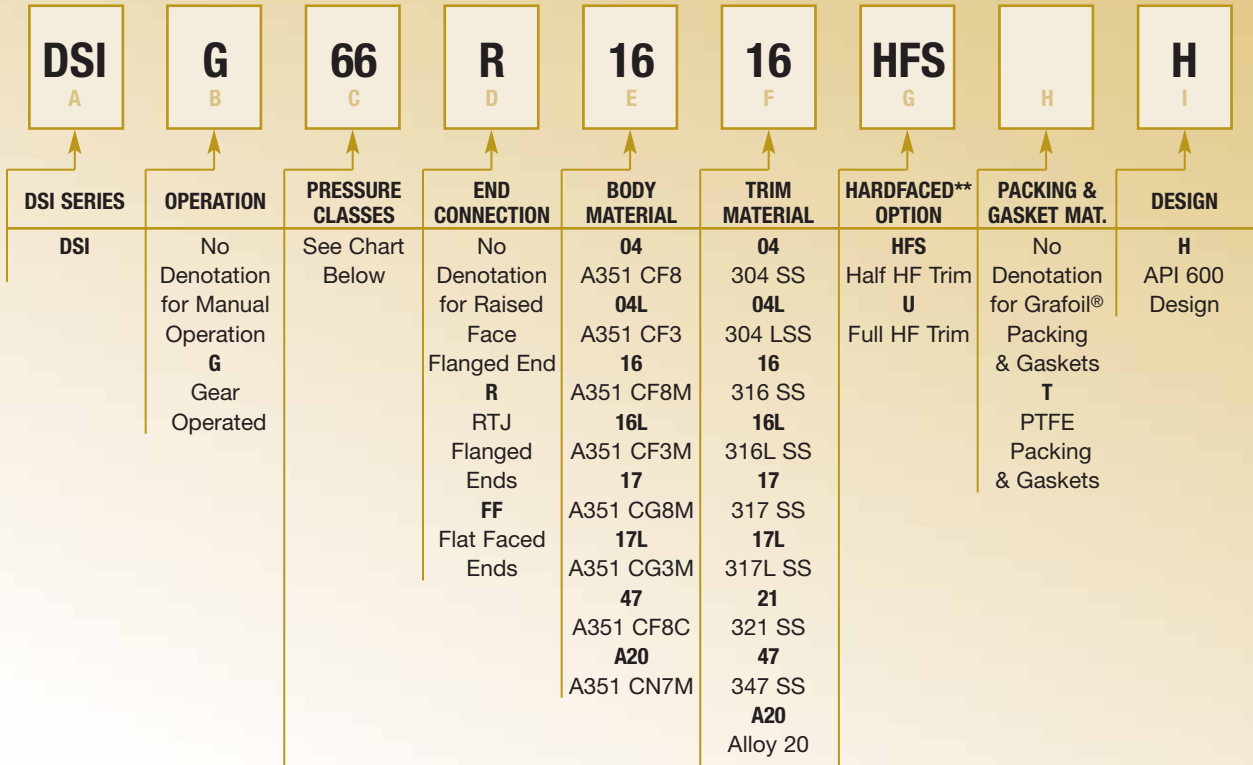 DSI
A
G
B
66
C
R
D
16
E
16
F
HFS
G
H
H
I
DSI SERIES
DSI
OPERATION
No
Denotation
for Manual
Operation
G
Gear
Operated
PRESSURE
CLASSES
See Chart
Below
END
CONNECTION
No
Denotation
for Raised
Face
Flanged End
R
RTJ
Flanged
Ends
FF
Flat Faced
Ends
BODY
MATERIAL
04
A351 CF8
04L
A351 CF3
16
A351 CF8M
16L
A351 CF3M
17
A351 CG8M
17L
A351 CG3M
47
A351 CF8C
A20
A351 CN7M
TRIM
MATERIAL
04
304 SS
04L
304 LSS
16
316 SS
16L
316L SS
17
317 SS
17L
317L SS
21
321 SS
47
347 SS
A20
Alloy 20
HARDFACED**
OPTION
HFS
Half HF Trim
U
Full HF Trim
PACKING &
GASKET MAT.
No
Denotation
for Grafoil®
Packing
& Gaskets
T
PTFE
Packing
& Gaskets
DESIGN
H
API 600
Design